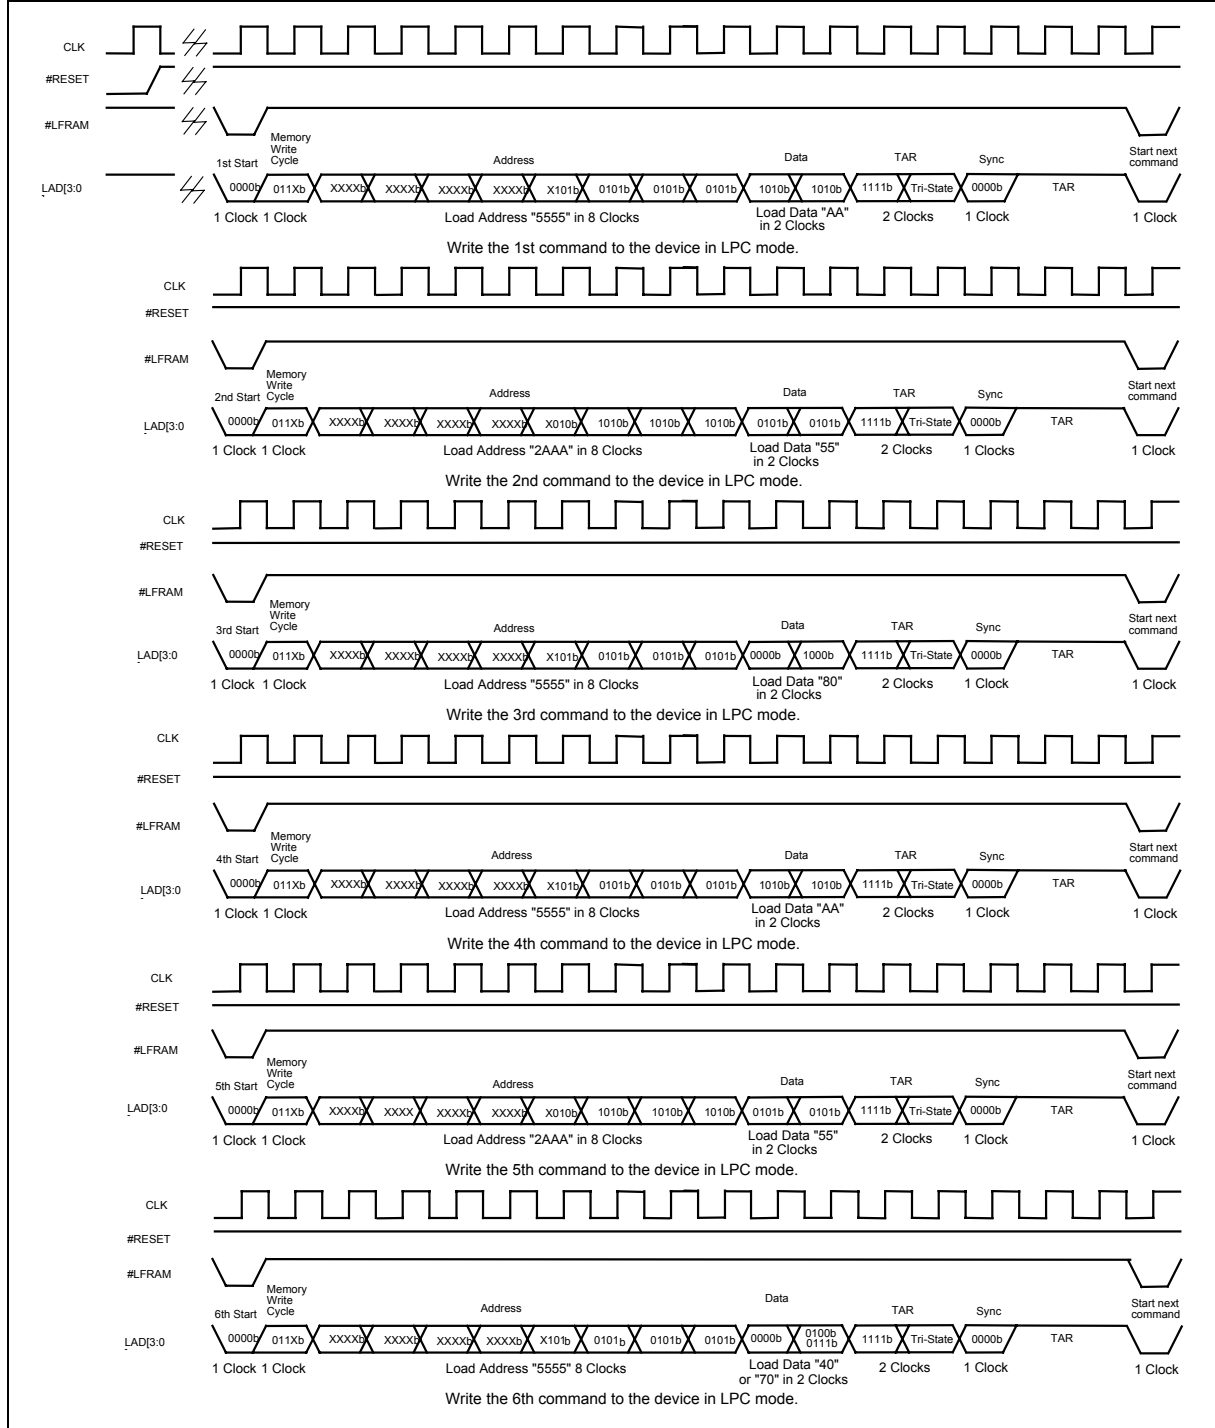 CLK
#RESET
#LFRAM
Memory
Write
Cycle
1st Start
Address
Data
TAR
Sync
Start next
command
LAD[3:0
0000b 011Xb XXXXb XXXXb XXXXb XXXXb X101b 0101b 0101b 0101b 1010b 1010b 1111b Tri-State 0000b TAR
1 Clock 1 Clock Load Address "5555" in 8 Clocks Load Data "AA" in 2 Clocks 2 Clocks 1 Clock 1 Clock
Write the 1st command to the device in LPC mode.
CLK
#RESET
#LFRAM
Memory
Write
Cycle
2nd Start
Address
Data
TAR
Sync
Start next
command
LAD[3:0
0000b 011Xb XXXXb XXXXb XXXXb XXXXb X010b 1010b 1010b 1010b 0101b 0101b 1111b Tri-State 0000b TAR
1 Clock 1 Clock Load Address "2AAA" in 8 Clocks Load Data "55" in 2 Clocks 2 Clocks 1 Clocks 1 Clock
Write the 2nd command to the device in LPC mode.
CLK
#RESET
#LFRAM
Memory
Write
Cycle
3rd Start
Address
Data
TAR
Sync
Start next
command
LAD[3:0
0000b 011Xb XXXXb XXXXb XXXXb XXXXb X101b 0101b 0101b 0101b 0000b 1000b 1111b Tri-State 0000b TAR
1 Clock 1 Clock Load Address "5555" in 8 Clocks Load Data "80" in 2 Clocks 2 Clocks 1 Clock 1 Clock
Write the 3rd command to the device in LPC mode.
CLK
#RESET
#LFRAM
Memory
Write
Cycle
4th Start
Address
Data
TAR
Sync
Start next
command
LAD[3:0
0000b 011Xb XXXXb XXXXb XXXXb XXXXb X101b 0101b 0101b 0101b 1010b 1010b 1111b Tri-State 0000b TAR
1 Clock 1 Clock Load Address "5555" in 8 Clocks Load Data "AA" in 2 Clocks 2 Clocks 1 Clock 1 Clock
Write the 4th command to the device in LPC mode.
CLK
#RESET
#LFRAM
Memory
Write
Cycle
5th Start
Address
Data
TAR
Sync
Start next
command
LAD[3:0
0000b 011Xb XXXXb XXXX XXXXb XXXXb X010b 1010b 1010b 1010b 0101b 0101b 1111b Tri-State 0000b TAR
1 Clock 1 Clock Load Address "2AAA" in 8 Clocks Load Data "55" in 2 Clocks 2 Clocks 1 Clock 1 Clock
Write the 5th command to the device in LPC mode.
CLK
#RESET
#LFRAM
Memory
Write
Cycle
6th Start
Address
Data
TAR
Sync
Start next
command
LAD[3:0
0000b 011Xb XXXXb XXXXb XXXXb XXXXb X101b 0101b 0101b 0101b 0000b 0100b 0111b 1111b Tri-State 0000b TAR
1 Clock 1 Clock Load Address "5555" 8 Clocks Load Data "40" or "70" in 2 Clocks 2 Clocks 1 Clock 1 Clock
Write the 6th command to the device in LPC mode.